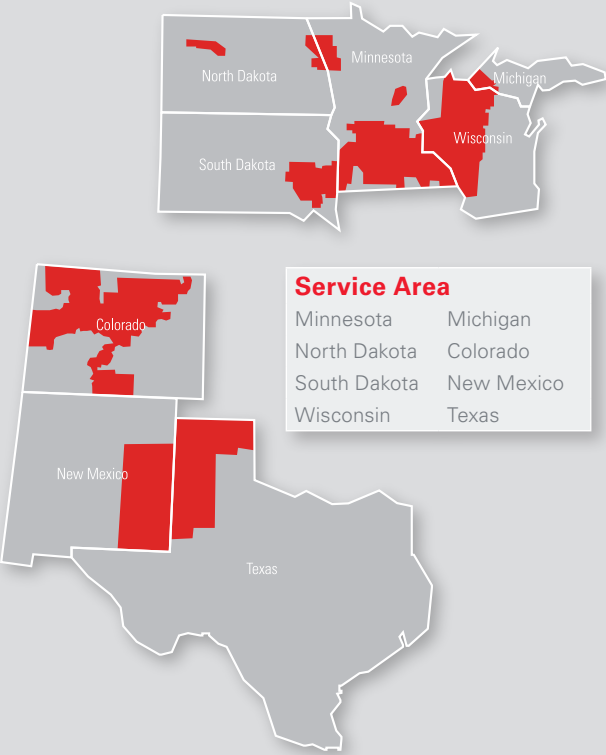 Minnesota
North Dakota
Michigan
Wisconsin
South Dakota
Service Area
Minnesota Michigan
North Dakota Colorado
South Dakota New Mexico
Wisconsin Texas
Colorado
New Mexico
Texas